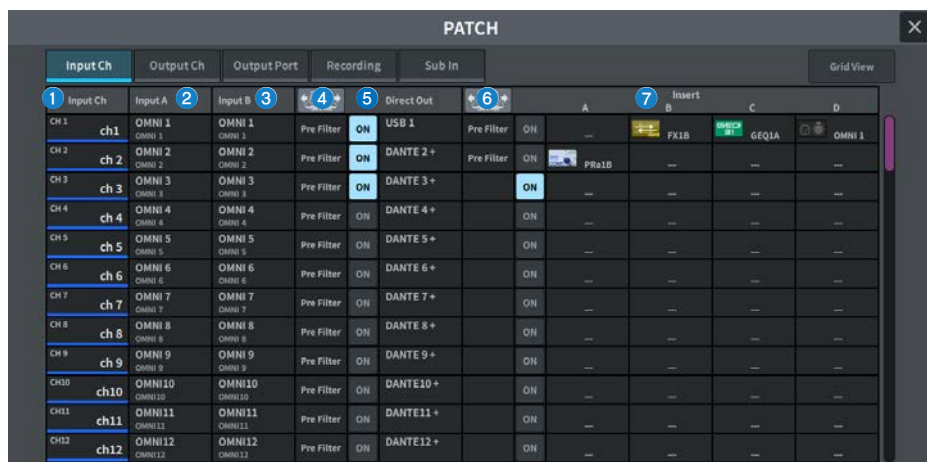 PATCH
Input Ch Output Ch Output Port Recording Sub In Grid View
1 Input Ch Input A 2 Input B 3 4 5 Direct Out 6 7 Insert
A B C D
CH 1 ch1 OMNI 1 OMNI 1 OMNI 1 OMNI 1 Pre Filter ON USB 1 Pre Filter ON — FX1B GEQ1A OMNI 1
CH 2 ch 2 OMNI 2 OMNI 2 OMNI 2 OMNI 2 Pre Filter ON DANTE 2+ Pre Filter ON PRa1B — — —
CH 3 ch 3 OMNI 3 OMNI 3 OMNI 3 OMNI 3 Pre Filter ON DANTE 3+ ON — — — —
CH 4 ch 4 OMNI 4 OMNI 4 OMNI 4 OMNI 4 Pre Filter ON DANTE 4+ ON — — — —
CH 5 ch 5 OMNI 5 OMNI 5 OMNI 5 OMNI 5 Pre Filter ON DANTE 5+ ON — — — —
CH 6 ch 6 OMNI 6 OMNI 6 OMNI 6 OMNI 6 Pre Filter ON DANTE 6+ ON — — — —
CH 7 ch 7 OMNI 7 OMNI 7 OMNI 7 OMNI 7 Pre Filter ON DANTE 7+ ON — — — —
CH 8 ch 8 OMNI 8 OMNI 8 OMNI 8 OMNI 8 Pre Filter ON DANTE 8+ ON — — — —
CH 9 ch 9 OMNI 9 OMNI 9 OMNI 9 OMNI 9 Pre Filter ON DANTE 9+ ON — — — —
CH10 ch10 OMNI10 OMNI10 OMNI10 OMNI10 Pre Filter ON DANTE10+ ON — — — —
CH11 ch11 OMNI11 OMNI11 OMNI11 OMNI11 Pre Filter ON DANTE11+ ON — — — —
CH12 ch12 OMNI12 OMNI12 OMNI12 OMNI12 Pre Filter ON DANTE12+ ON — — — —